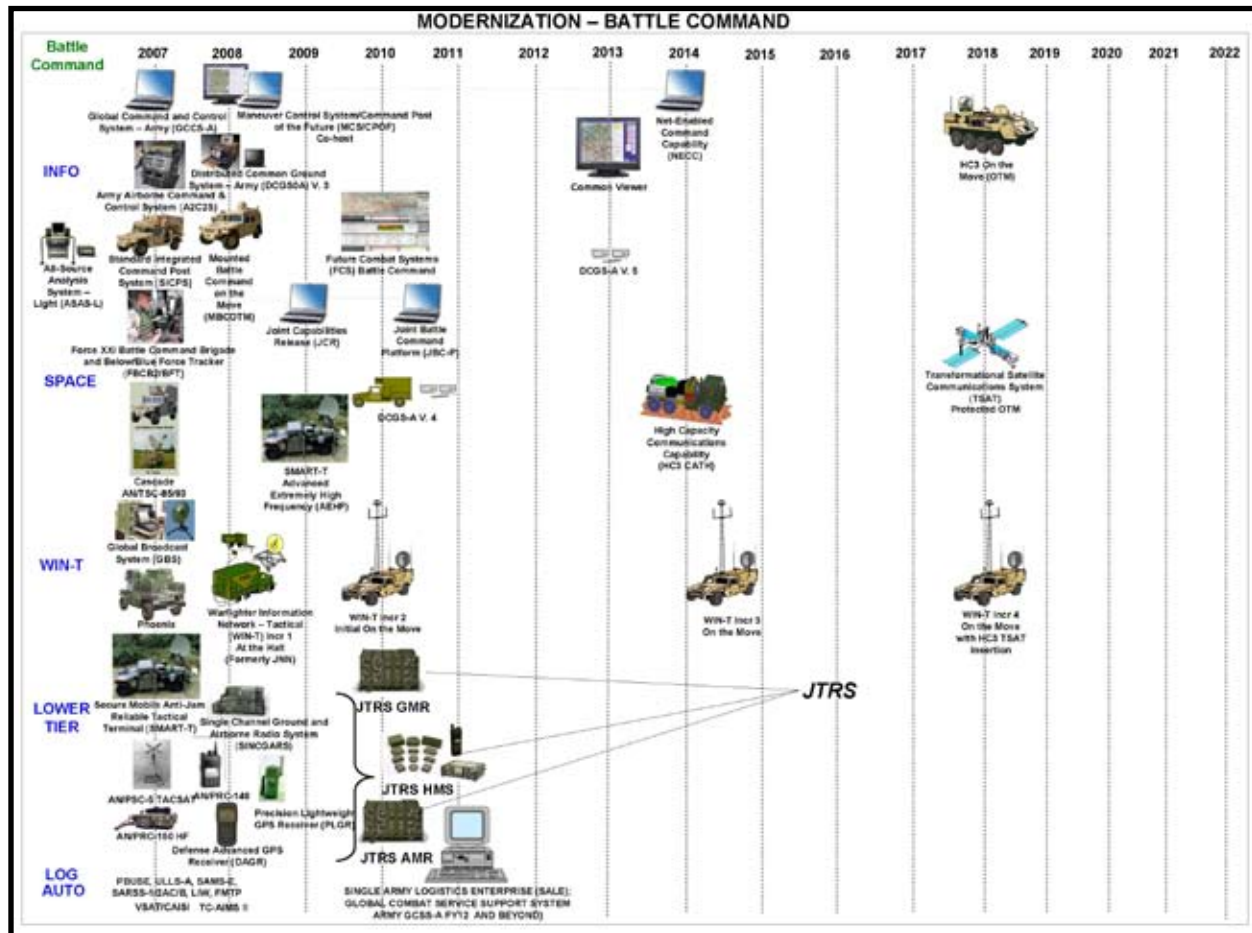 MODERNIZATION – BATTLE COMMAND
Battle
Command
2007 2008 2009 2010 2011 2012 2013 2014 2015 2016 2017 2018 2019 2020 2021 2022
INFO
Global Command and Control
System – Army (GCCS-A)
Maneuver Control System/Command Post
of the Future (MCS/CPOF)
Co-host
Net-Enabled
Command
Capability
(NECC)
Common Viewer
HC3 On the
Move (OTM)
Army Airborne Command &
Control System (A2C2S)
Distributed Common Ground
System – Army (DCGS0A) V. 3
All-Source
Analysis
System –
Light (ASAS-L)
Standard Integrated
Command Post
System (SICPS)
Mounted
Battle
Command
on the
Move
(MBCOTM)
Future Combat Systems
(FCS) Battle Command
DCGS-A V. 5
Force XXI Battle Command Brigade
and Below/Blue Force Tracker
(FBCB2/BFT)
Joint Capabilities
Release (JCR)
Joint Battle
Command
Platform (JBC-P)
SPACE
DCGS-A V. 4
Transformational Satellite
Communications System
(TSAT)
Protected OTM
Cascade
AN/TSC-85/93
SMART-T
Advanced
Extremely High
Frequency (AEHF)
High Capacity
Communications
Capability
(HC3 CATH)
WIN-T
Global Broadcast
System (GBS)
Phoenix
Warfighter Information
Network – Tactical
(WIN-T) Incr 1
At the Halt
(Formerly JNN)
WIN-T Incr 2
Initial On the Move
WIN-T Incr 3
On the Move
WIN-T Incr 4
On the Move
with HC3 TSAT
Insertion
LOWER
TIER
Secure Mobile Anti-Jam
Reliable Tactical
Terminal (SMART-T)
Single Channel Ground and
Airborne Radio System
(SINCGARS)
JTRS GMR
JTRS
AN/PSC-5 TACSAT
AN/PRC-148
JTRS HMS
Precision Lightweight
GPS Receiver (PLGR)
AN/PRC/150 HF
Defense Advanced GPS
Receiver (DAGR)
JTRS AMR
LOG
AUTO
PBUSE, ULLS-A, SAMS-E,
SARSS-1/2AC/B, LIW, FMTP
VSAT/CAISI TC-AIMS II
SINGLE ARMY LOGISTICS ENTERPRISE (SALE):
GLOBAL COMBAT SERVICE SUPPORT SYSTEM
ARMY GCSS-A FY12 AND BEYOND)